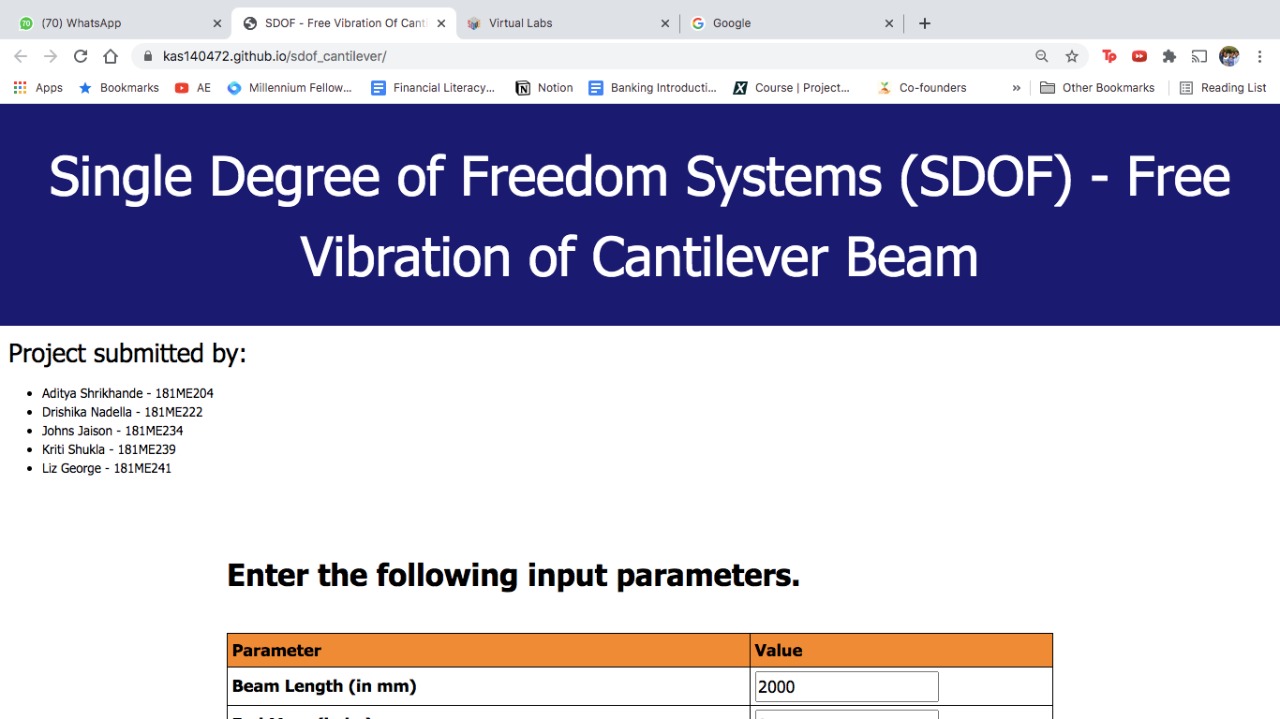 (70) WhatsApp
SDOF - Free Vibration Of Canti
Virtual Labs
Google
kas140472.github.io/sdof_cantilever/
Apps
Bookmarks
AE
Millennium Fellow...
Financial Literacy...
Notion
Banking Introducti...
Course | Project...
Co-founders
»
Other Bookmarks
Reading List
Single Degree of Freedom Systems (SDOF) - Free
Vibration of Cantilever Beam
Project submitted by:
• Aditya Shrikhande - 181ME204
• Drishika Nadella - 181ME222
• Johns Jaison - 181ME234
• Kriti Shukla - 181ME239
• Liz George - 181ME241
Enter the following input parameters.
Parameter Value
Beam Length (in mm) 2000